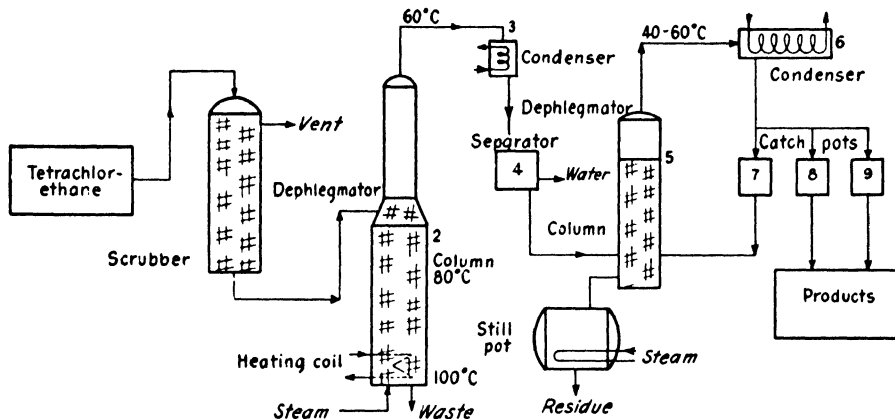 Tetrachlor-
ethane
Scrubber
Vent
60°C
Dephlegmator
2
Column
80°C
Heating coil
100°C
Steam
Waste
3
Condenser
Separator
4
Water
40-60°C
Dephlegmator
5
Column
Still
pot
Steam
Residue
6
Condenser
Catch pots
7
8
9
Products